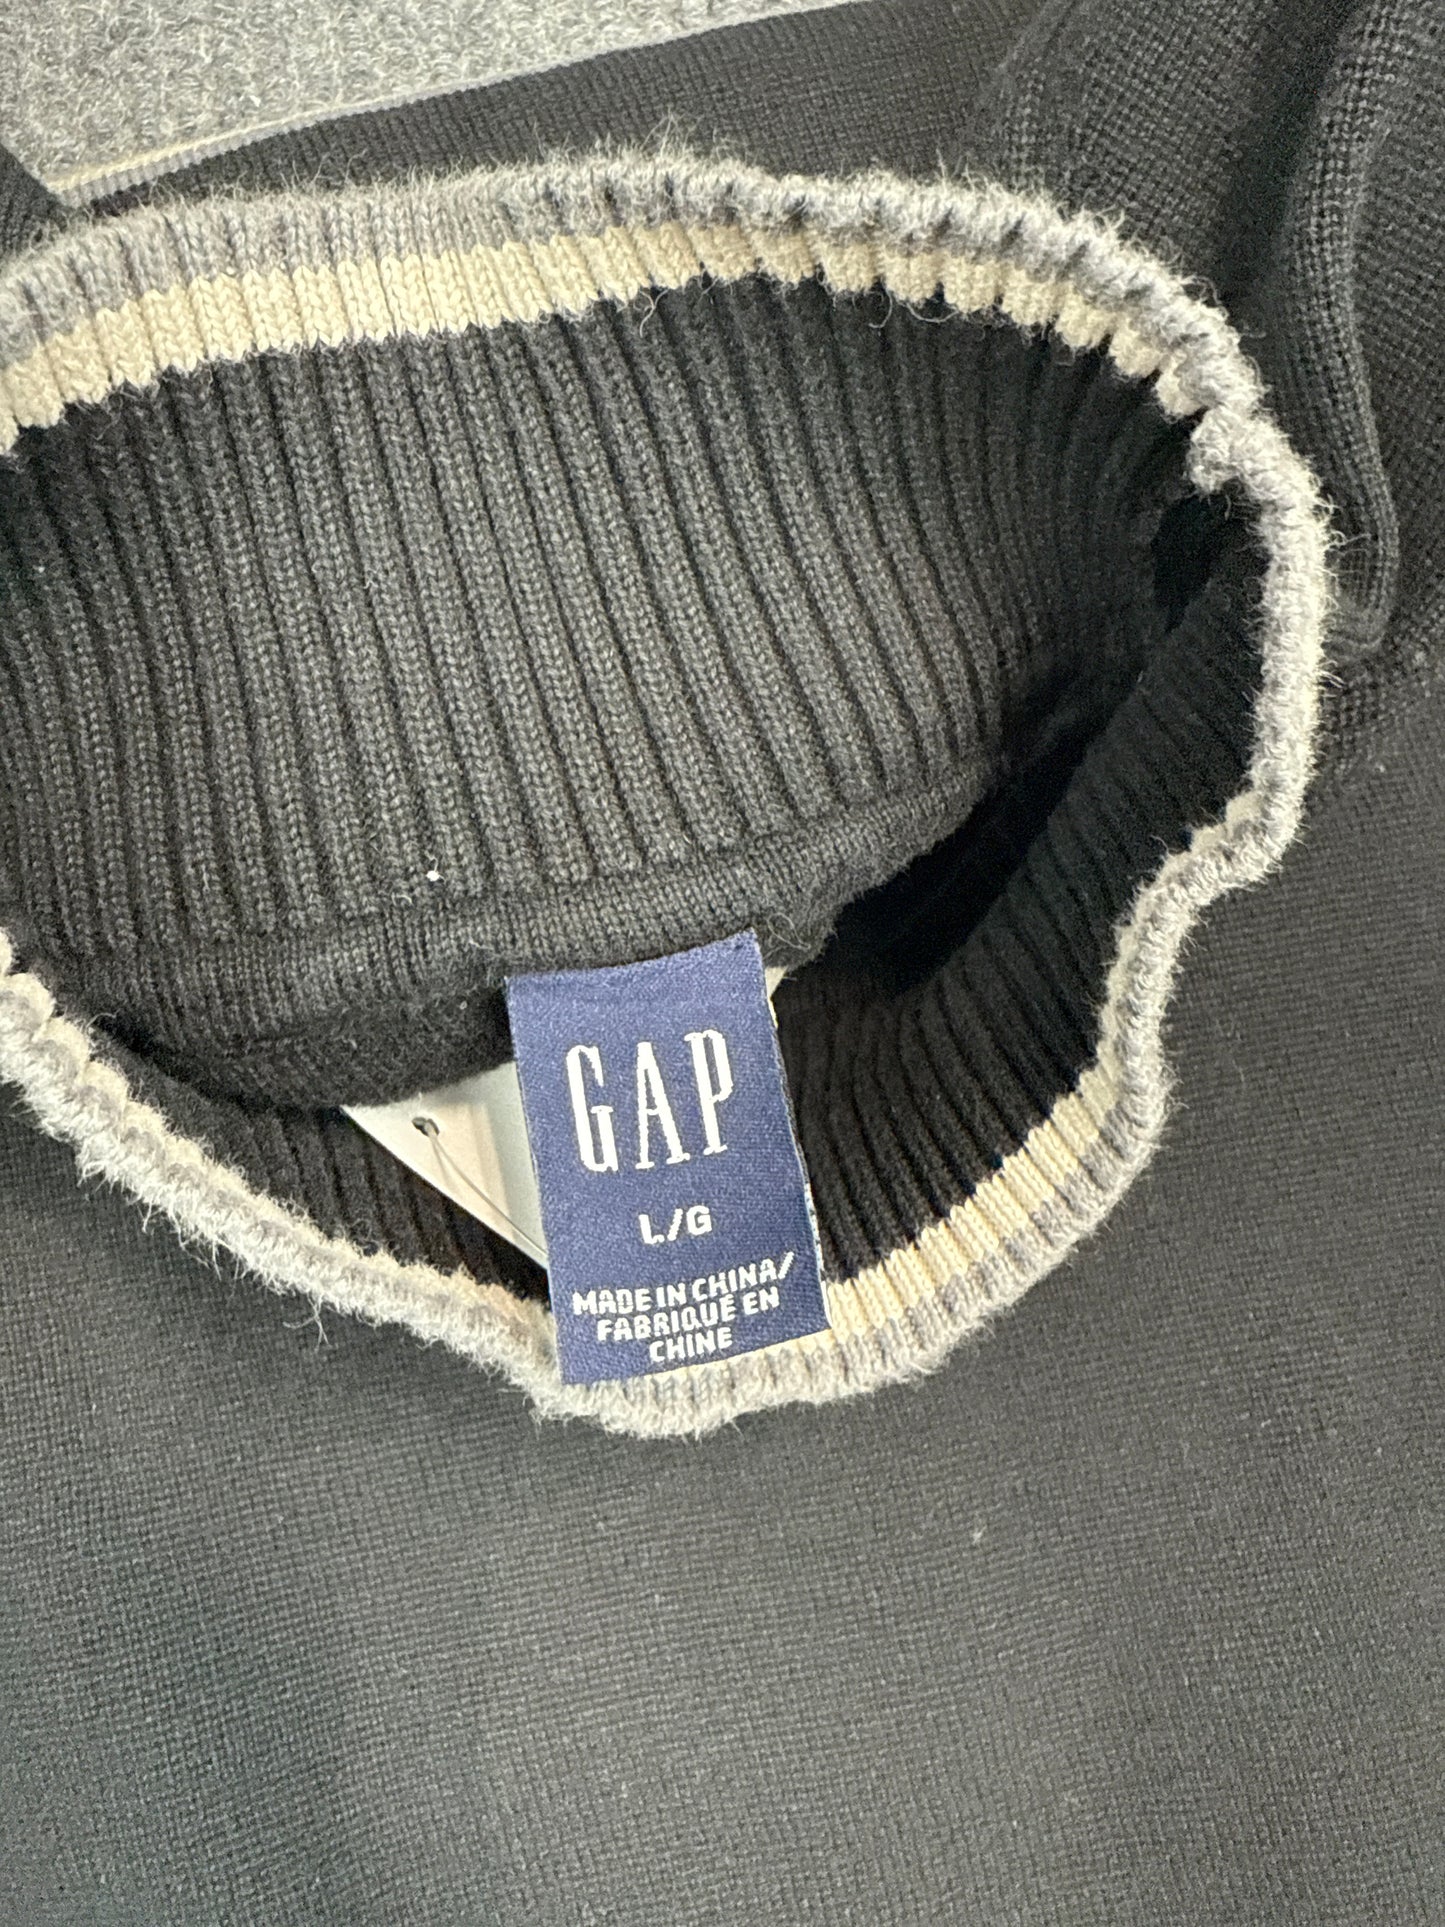 GAP
L/G
MADE IN CHINA/
FABRIQUÉ EN
CHINE